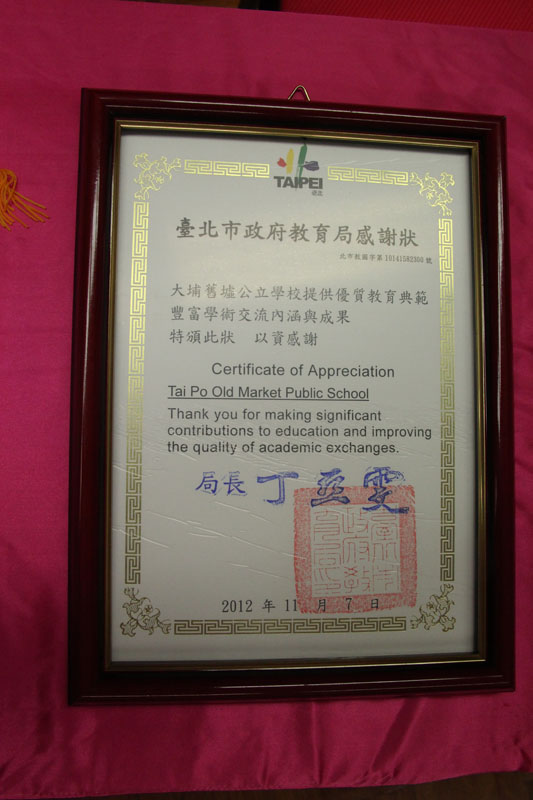 TAIPEI
臺北
臺北市政府教育局感謝狀
大埔舊墟公立學校提供優質教育典範
豐富學術交流內涵與成果
特頒此狀 以資感謝
Certificate of Appreciation
Tai Po Old Market Public School
Thank you for making significant
contributions to education and improving
the quality of academic exchanges.
局長 丁亞雯
2012 年 11 月 7 日